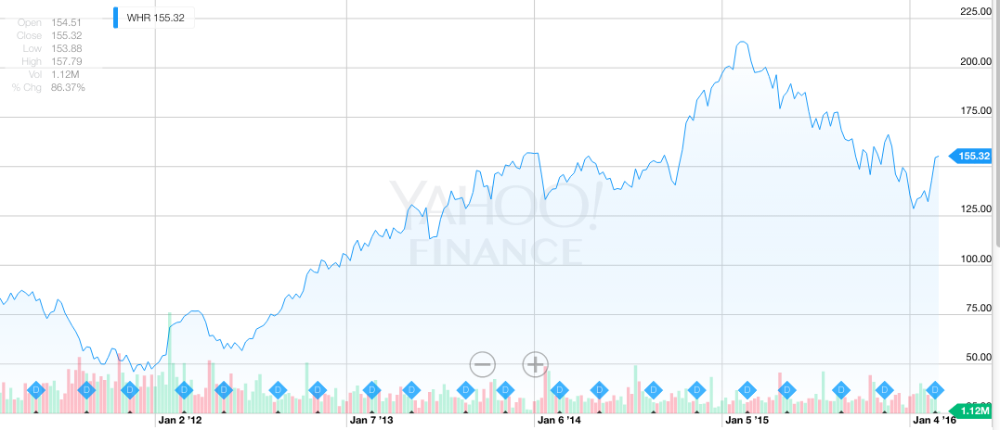 WHR 155.32
Open 154.51
Close 155.32
Low 153.88
High 157.79
Vol 1.12M
% Chg 86.37%
225.00
200.00
175.00
155.32
125.00
100.00
75.00
50.00
1.12M
YAHOO!
FINANCE
D D D D D D D D D D D D D D D D D D D D
Jan 2 '12 Jan 7 '13 Jan 6 '14 Jan 5 '15 Jan 4 '16